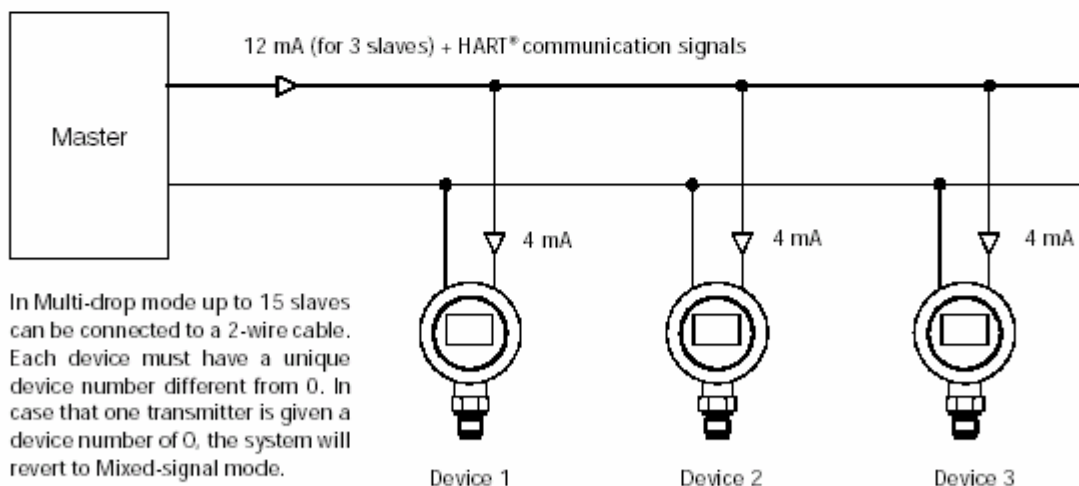 12 mA (for 3 slaves) + HART® communication signals
Master
4 mA
4 mA
4 mA
In Multi-drop mode up to 15 slaves
can be connected to a 2-wire cable.
Each device must have a unique
device number different from 0. In
case that one transmitter is given a
device number of 0, the system will
revert to Mixed-signal mode.
Device 1
Device 2
Device 3